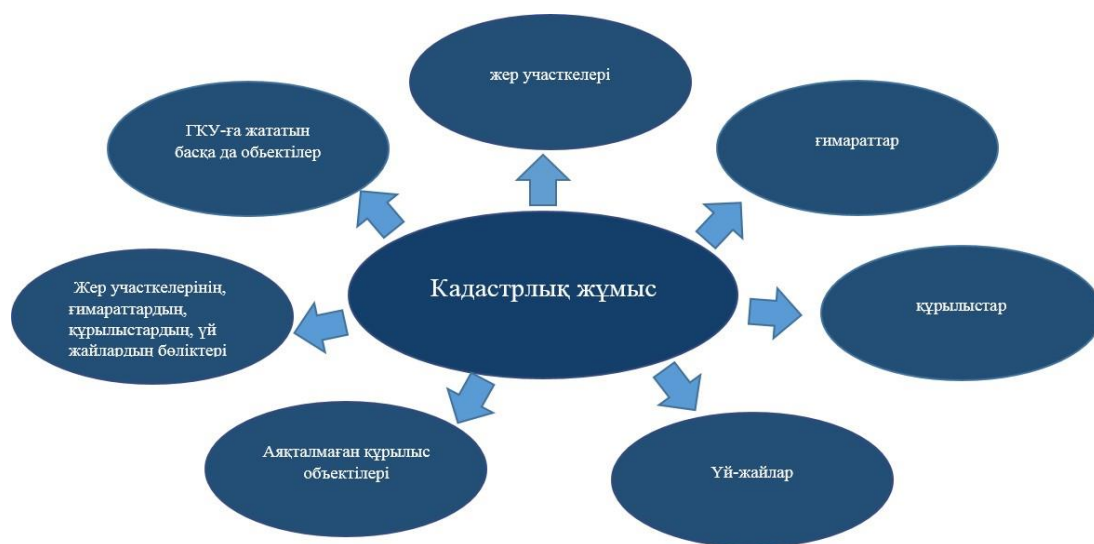 жер участкелері
ГКУ-ға жататын
басқа да обьектілер
ғимараттар
Кадастрлық жұмыс
Жер участкелерінің,
ғимараттардың,
құрылыстардың, үй
жайлардың бөліктері
құрылыстар
Аяқталмаған құрылыс
объектілері
Үй-жайлар